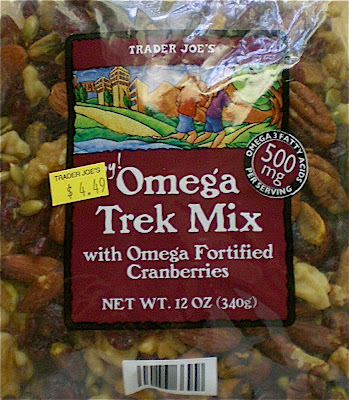 TRADER JOE'S
TRADER JOE'S
$ 4.49
y! Omega
Trek Mix
with Omega Fortified
Cranberries
NET WT. 12 OZ (340g)
OMEGA 3 FATTY ACIDS
500
mg
PER SERVING